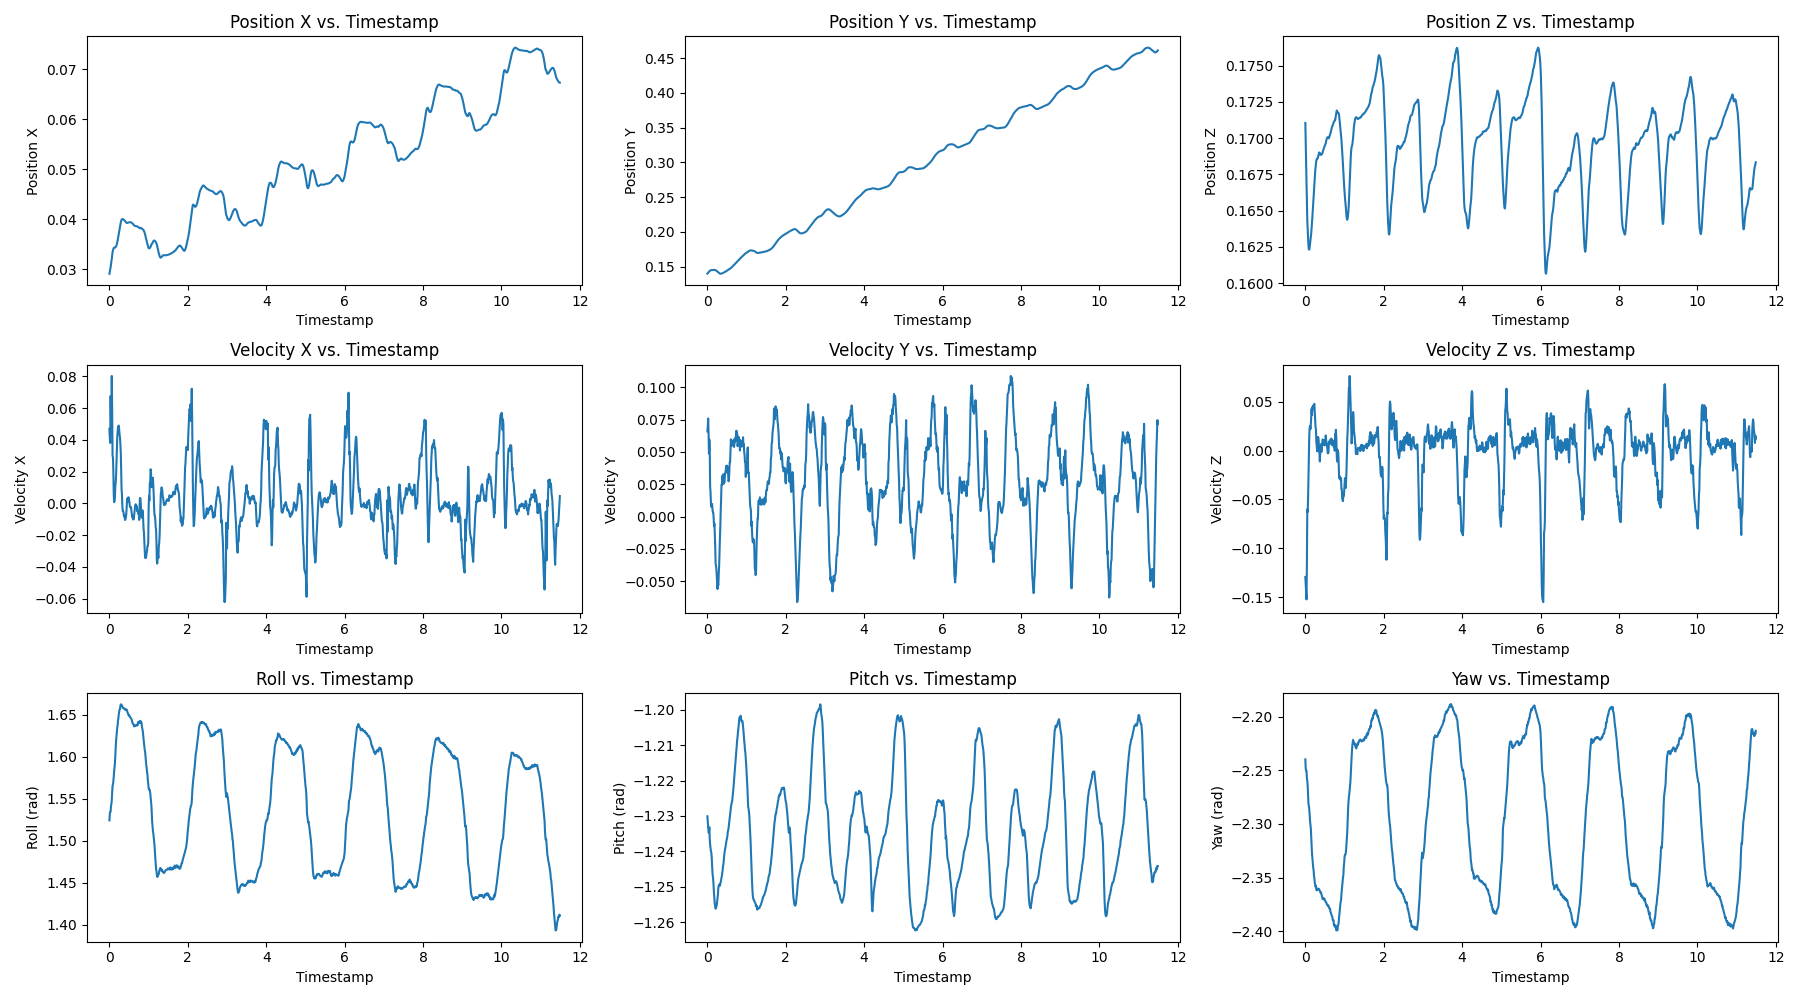 Position X vs. Timestamp
Position X
0.07
0.06
0.05
0.04
0.03
0 2 4 6 8 10 12
Timestamp
Position Y vs. Timestamp
Position Y
0.45
0.40
0.35
0.30
0.25
0.20
0.15
0 2 4 6 8 10 12
Timestamp
Position Z vs. Timestamp
Position Z
0.1750
0.1725
0.1700
0.1675
0.1650
0.1625
0.1600
0 2 4 6 8 10 12
Timestamp
Velocity X vs. Timestamp
Velocity X
0.08
0.06
0.04
0.02
0.00
−0.02
−0.04
−0.06
0 2 4 6 8 10 12
Timestamp
Velocity Y vs. Timestamp
Velocity Y
0.100
0.075
0.050
0.025
0.000
−0.025
−0.050
0 2 4 6 8 10 12
Timestamp
Velocity Z vs. Timestamp
Velocity Z
0.05
0.00
−0.05
−0.10
−0.15
0 2 4 6 8 10 12
Timestamp
Roll vs. Timestamp
Roll (rad)
1.65
1.60
1.55
1.50
1.45
1.40
0 2 4 6 8 10 12
Timestamp
Pitch vs. Timestamp
Pitch (rad)
−1.20
−1.21
−1.22
−1.23
−1.24
−1.25
−1.26
0 2 4 6 8 10 12
Timestamp
Yaw vs. Timestamp
Yaw (rad)
−2.20
−2.25
−2.30
−2.35
−2.40
0 2 4 6 8 10 12
Timestamp